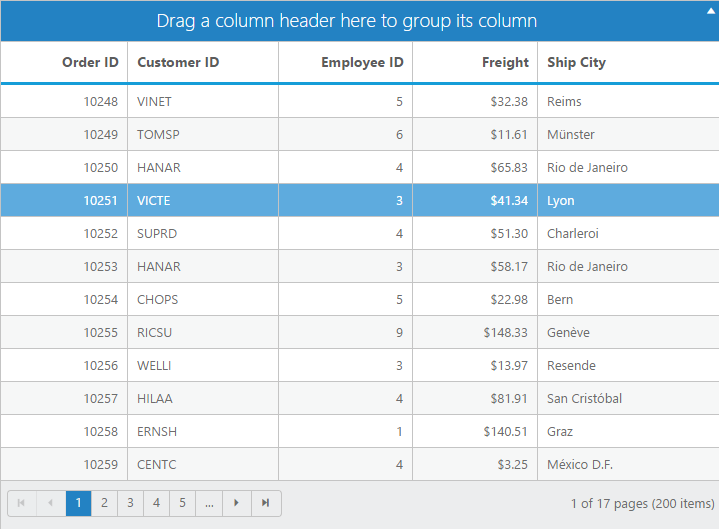 Drag a column header here to group its column
Order ID Customer ID Employee ID Freight Ship City
10248 VINET 5 $32.38 Reims
10249 TOMSP 6 $11.61 Münster
10250 HANAR 4 $65.83 Rio de Janeiro
10251 VICTE 3 $41.34 Lyon
10252 SUPRD 4 $51.30 Charleroi
10253 HANAR 3 $58.17 Rio de Janeiro
10254 CHOPS 5 $22.98 Bern
10255 RICSU 9 $148.33 Genève
10256 WELLI 3 $13.97 Resende
10257 HILAA 4 $81.91 San Cristóbal
10258 ERNSH 1 $140.51 Graz
10259 CENTC 4 $3.25 México D.F.
1 2 3 4 5 ... 1 of 17 pages (200 items)